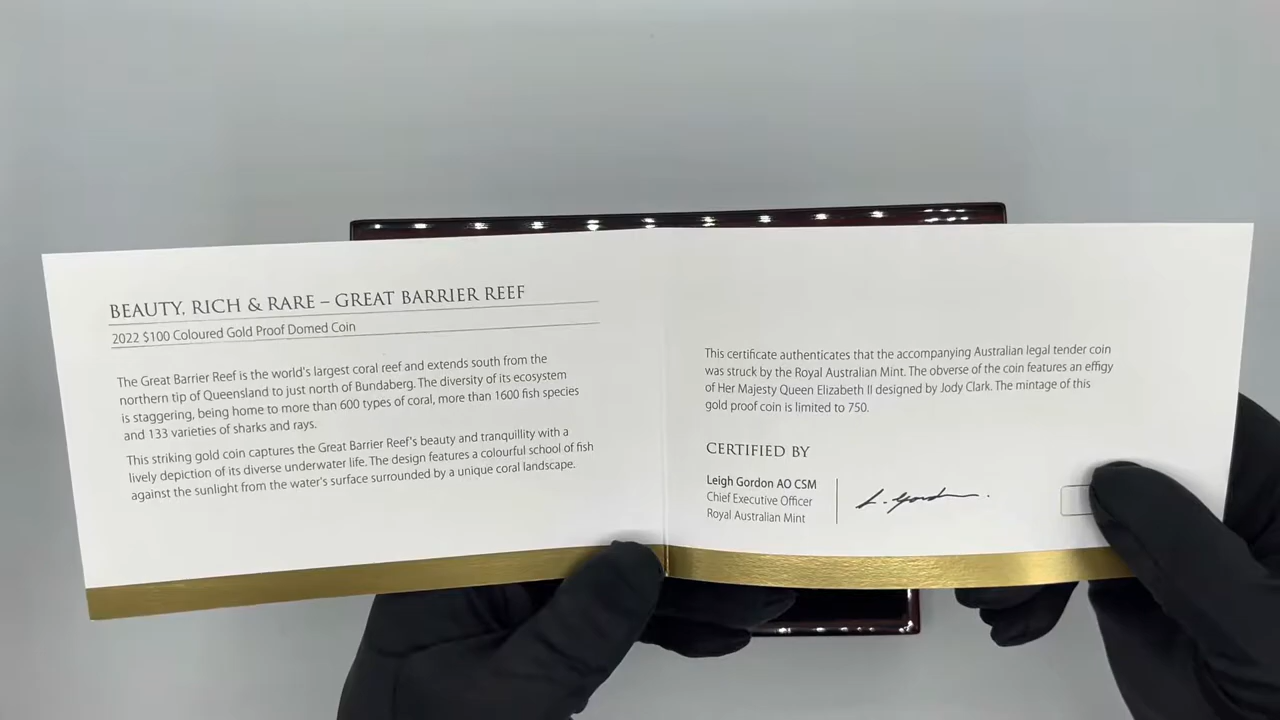 BEAUTY, RICH & RARE – GREAT BARRIER REEF
2022 $100 Coloured Gold Proof Domed Coin
The Great Barrier Reef is the world's largest coral reef and extends south from the
northern tip of Queensland to just north of Bundaberg. The diversity of its ecosystem
is staggering, being home to more than 600 types of coral, more than 1600 fish species
and 133 varieties of sharks and rays.
This striking gold coin captures the Great Barrier Reef's beauty and tranquillity with a
lively depiction of its diverse underwater life. The design features a colourful school of fish
against the sunlight from the water's surface surrounded by a unique coral landscape.
This certificate authenticates that the accompanying Australian legal tender coin
was struck by the Royal Australian Mint. The obverse of the coin features an effigy
of Her Majesty Queen Elizabeth II designed by Jody Clark. The mintage of this
gold proof coin is limited to 750.
CERTIFIED BY
Leigh Gordon AO CSM
Chief Executive Officer
Royal Australian Mint
L. Gordon.